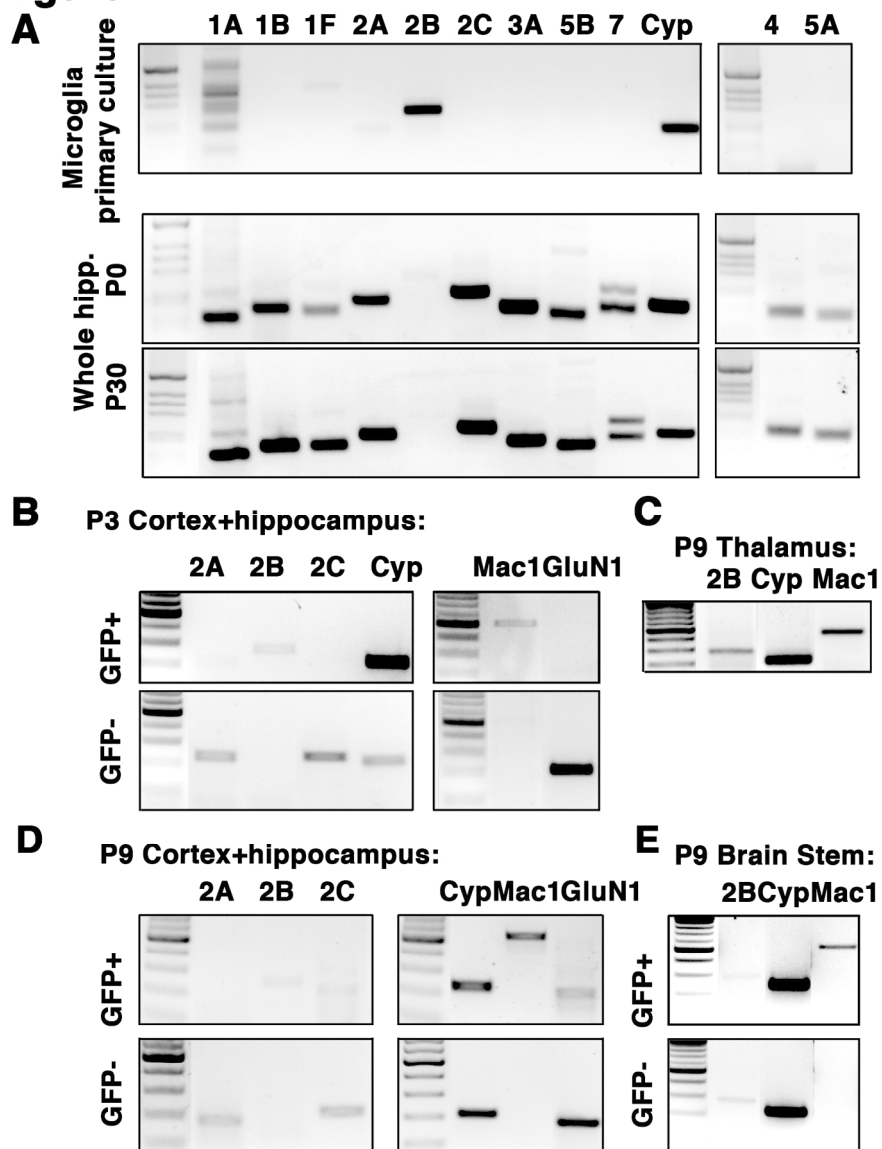 A
1A 1B 1F 2A 2B 2C 3A 5B 7 Cyp 4 5A
Microglia
primary culture
Whole hipp.
P0
P30
B
P3 Cortex+hippocampus:
2A 2B 2C Cyp Mac1GluN1
GFP+
GFP-
C
P9 Thalamus:
2B Cyp Mac1
D
P9 Cortex+hippocampus:
2A 2B 2C CypMac1GluN1
GFP+
GFP-
E
P9 Brain Stem:
2BCypMac1
GFP+
GFP-